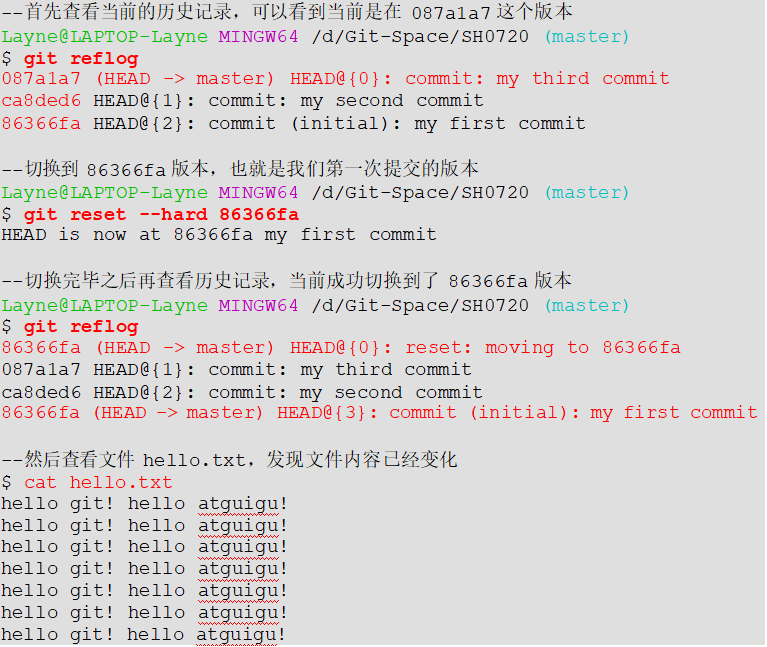 --首先查看当前的历史记录，可以看到当前是在 087a1a7 这个版本
Layne@LAPTOP-Layne MINGW64 /d/Git-Space/SH0720 (master)
$ git reflog
087a1a7 (HEAD -> master) HEAD@{0}: commit: my third commit
ca8ded6 HEAD@{1}: commit: my second commit
86366fa HEAD@{2}: commit (initial): my first commit
--切换到 86366fa 版本，也就是我们第一次提交的版本
Layne@LAPTOP-Layne MINGW64 /d/Git-Space/SH0720 (master)
$ git reset --hard 86366fa
HEAD is now at 86366fa my first commit
--切换完毕之后再查看历史记录，当前成功切换到了 86366fa 版本
Layne@LAPTOP-Layne MINGW64 /d/Git-Space/SH0720 (master)
$ git reflog
86366fa (HEAD -> master) HEAD@{0}: reset: moving to 86366fa
087a1a7 HEAD@{1}: commit: my third commit
ca8ded6 HEAD@{2}: commit: my second commit
86366fa (HEAD -> master) HEAD@{3}: commit (initial): my first commit
--然后查看文件 hello.txt，发现文件内容已经变化
$ cat hello.txt
hello git! hello atguigu!
hello git! hello atguigu!
hello git! hello atguigu!
hello git! hello atguigu!
hello git! hello atguigu!
hello git! hello atguigu!
hello git! hello atguigu!